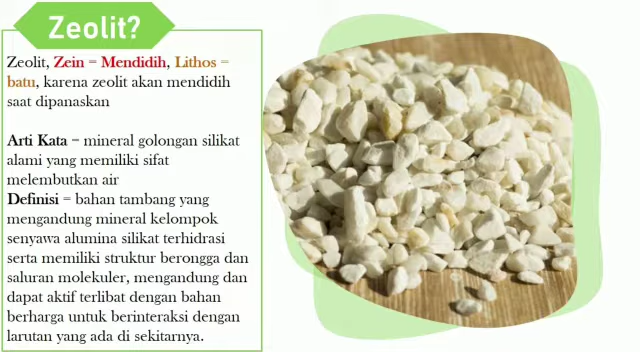 Zeolit?
Zeolit, Zein = Mendidih, Lithos =
batu, karena zeolit akan mendidih
saat dipanaskan
Arti Kata = mineral golongan silikat
alami yang memiliki sifat
melembutkan air
Definisi = bahan tambang yang
mengandung mineral kelompok
senyawa alumina silikat terhidrasi
serta memiliki struktur berongga dan
saluran molekuler, mengandung dan
dapat aktif terlibat dengan bahan
berharga untuk berinteraksi dengan
larutan yang ada di sekitarnya.